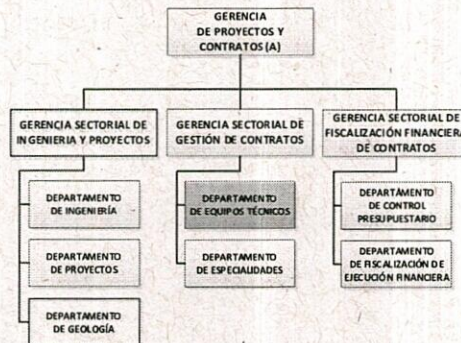 GERENCIA
DE PROYECTOS Y
CONTRATOS (A)
GERENCIA SECTORIAL DE
INGENIERIA Y PROYECTOS
DEPARTAMENTO
DE INGENIERÍA
DEPARTAMENTO
DE PROYECTOS
DEPARTAMENTO
DE GEOLOGÍA
GERENCIA SECTORIAL DE
GESTIÓN DE CONTRATOS
DEPARTAMENTO
DE EQUIPOS TÉCNICOS
DEPARTAMENTO
DE ESPECIALIDADES
GERENCIA SECTORIAL DE
FISCALIZACIÓN FINANCIERA
DE CONTRATOS
DEPARTAMENTO
DE CONTROL
PRESUPUESTARIO
DEPARTAMENTO
DE FISCALIZACIÓN DE
EJECUCIÓN FINANCIERA